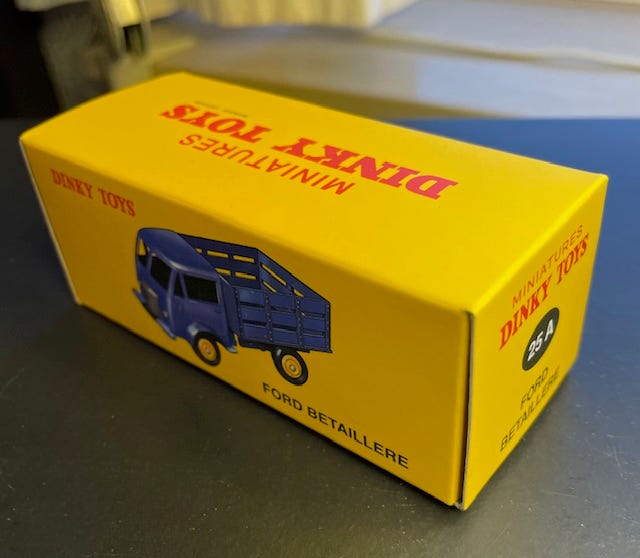 MINIATURES
DINKY TOYS
DINKY TOYS
FORD BETAILLERE
MINIATURES
DINKY TOYS
25 A
FORD
BETAILLERE